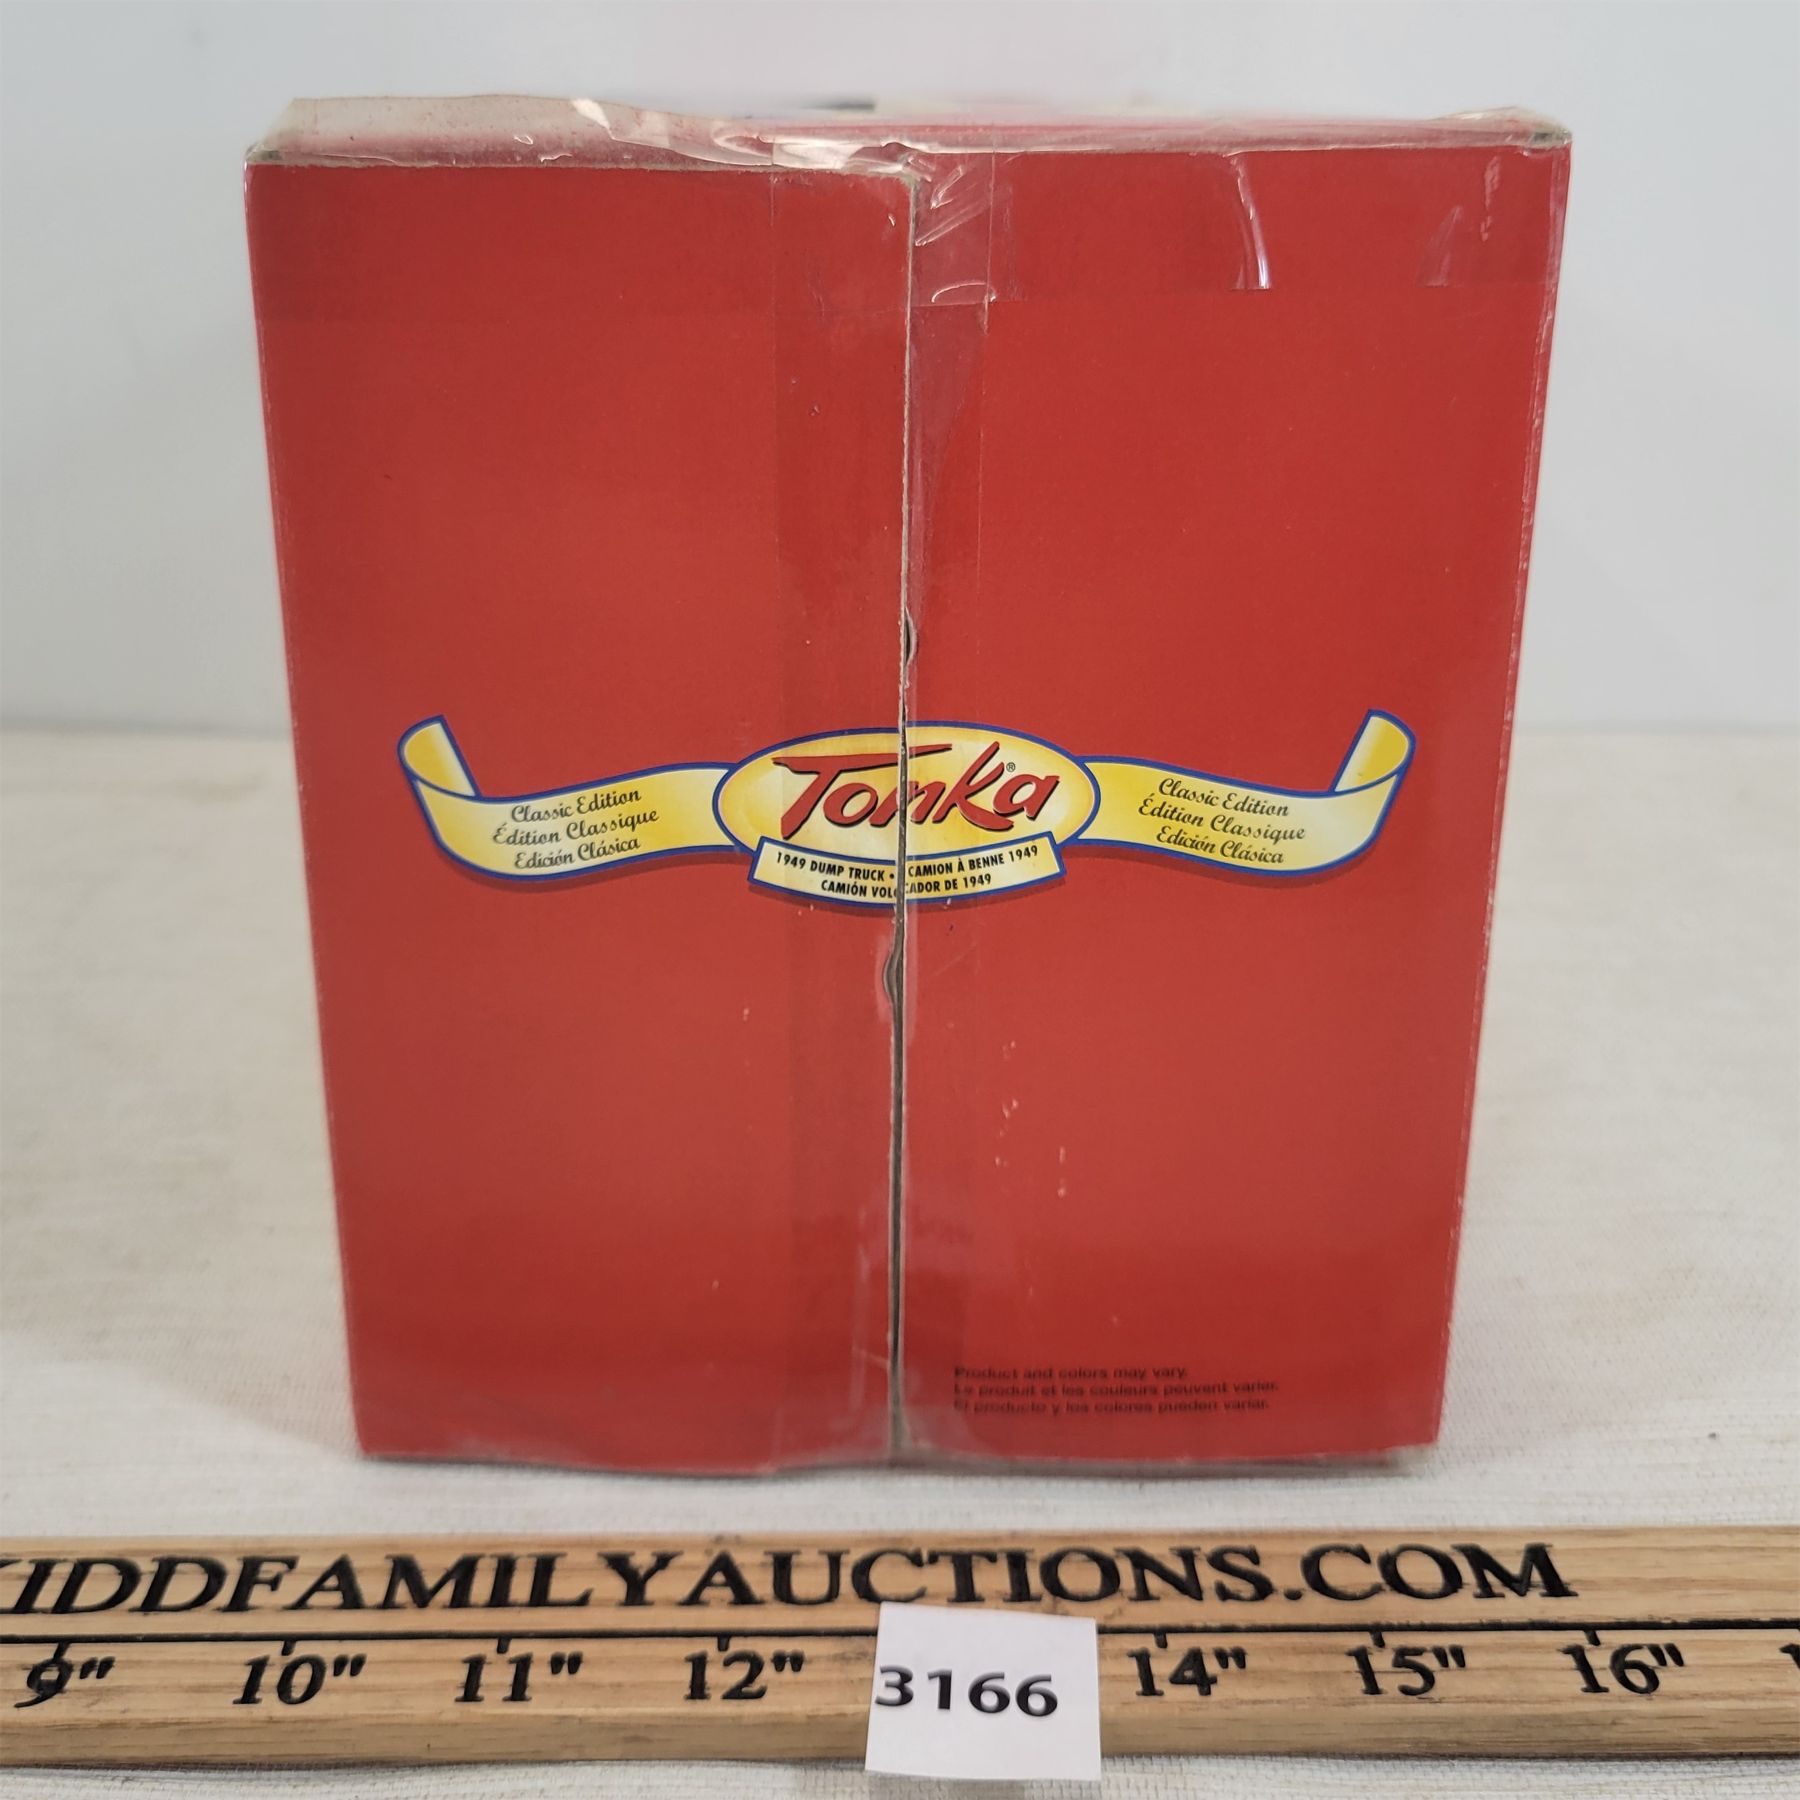 Classic Edition
Édition Classique
Edición Clásica
Tonka®
1949 DUMP TRUCK • CAMION À BENNE 1949
CAMIÓN VOLCADOR DE 1949
Classic Edition
Édition Classique
Edición Clásica
Product and colors may vary.
Le produit et les couleurs peuvent varier.
El producto y los colores pueden variar.
KIDDFAMILYAUCTIONS.COM
9" 10" 11" 12" 14" 15" 16"
3166